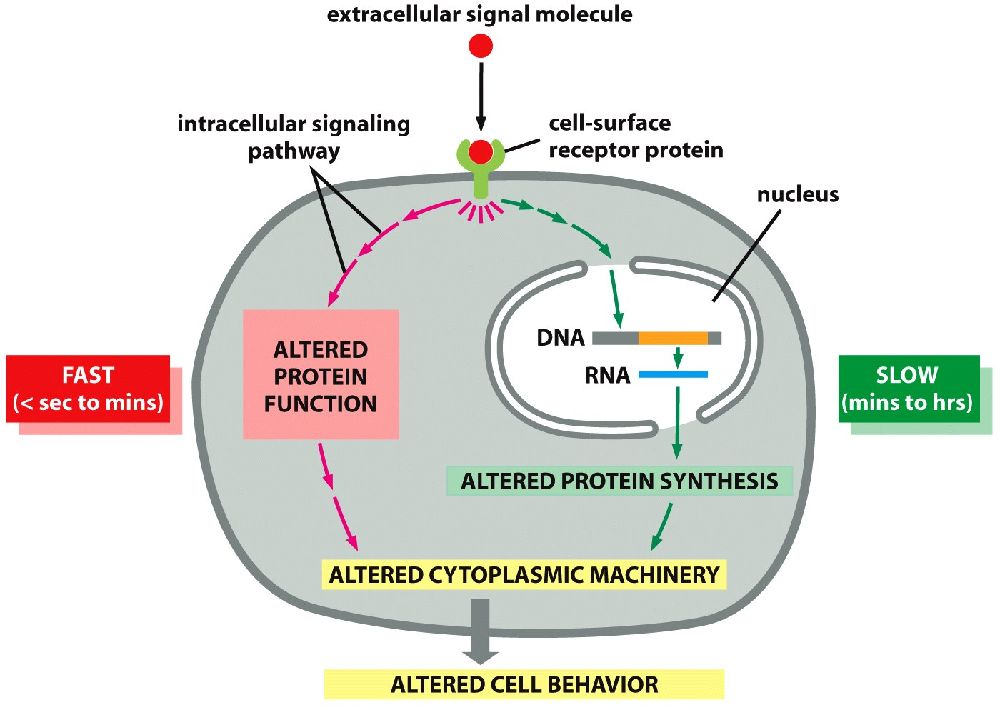 extracellular signal molecule
intracellular signaling
pathway
cell-surface
receptor protein
nucleus
DNA
RNA
ALTERED
PROTEIN
FUNCTION
FAST
(< sec to mins)
SLOW
(mins to hrs)
ALTERED PROTEIN SYNTHESIS
ALTERED CYTOPLASMIC MACHINERY
ALTERED CELL BEHAVIOR